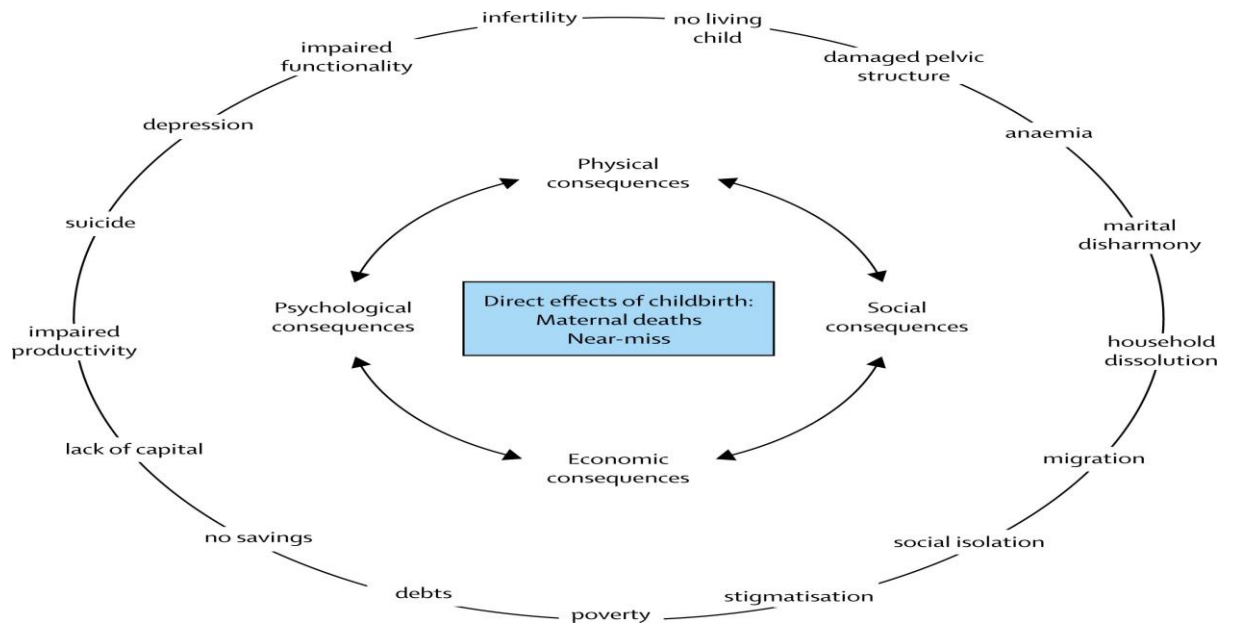 infertility
no living
child
impaired
functionality
damaged pelvic
structure
depression
anaemia
Physical
consequences
suicide
marital
disharmony
Psychological
consequences
Direct effects of childbirth:
Maternal deaths
Near-miss
Social
consequences
impaired
productivity
household
dissolution
lack of capital
Economic
consequences
migration
no savings
social isolation
debts
stigmatisation
poverty